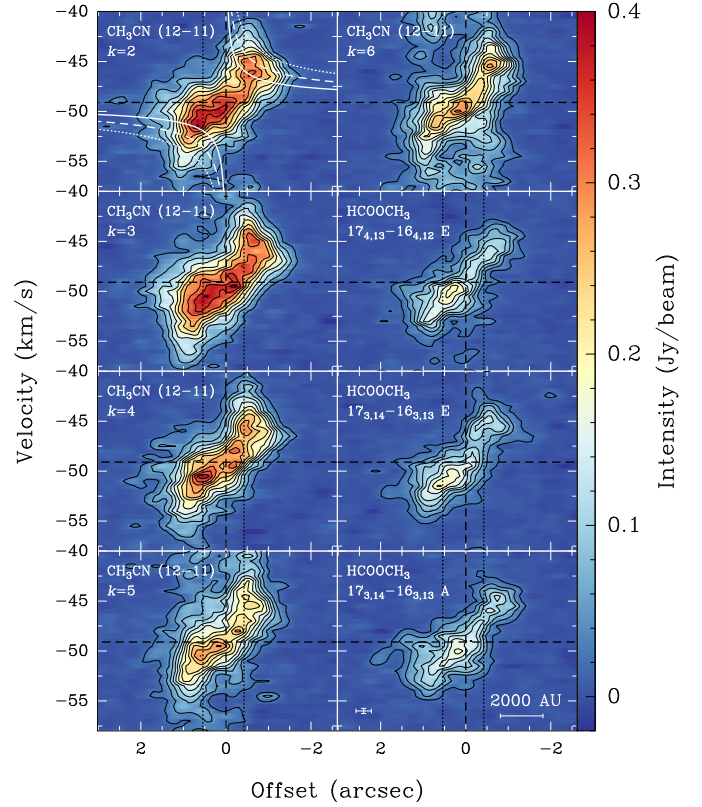 CH₃CN (12−11)
k=2
CH₃CN (12−11)
k=6
CH₃CN (12−11)
k=3
HCOOCH₃
17₄,₁₃−16₄,₁₂ E
CH₃CN (12−11)
k=4
HCOOCH₃
17₃,₁₄−16₃,₁₃ E
CH₃CN (12−11)
k=5
HCOOCH₃
17₃,₁₄−16₃,₁₃ A
2000 AU
−40
−45
−50
−55
−40
−45
−50
−55
−40
−45
−50
−55
−40
−45
−50
−55
Velocity (km/s)
2 0 −2 2 0 −2
Offset (arcsec)
0.4
0.3
0.2
0.1
0
Intensity (Jy/beam)